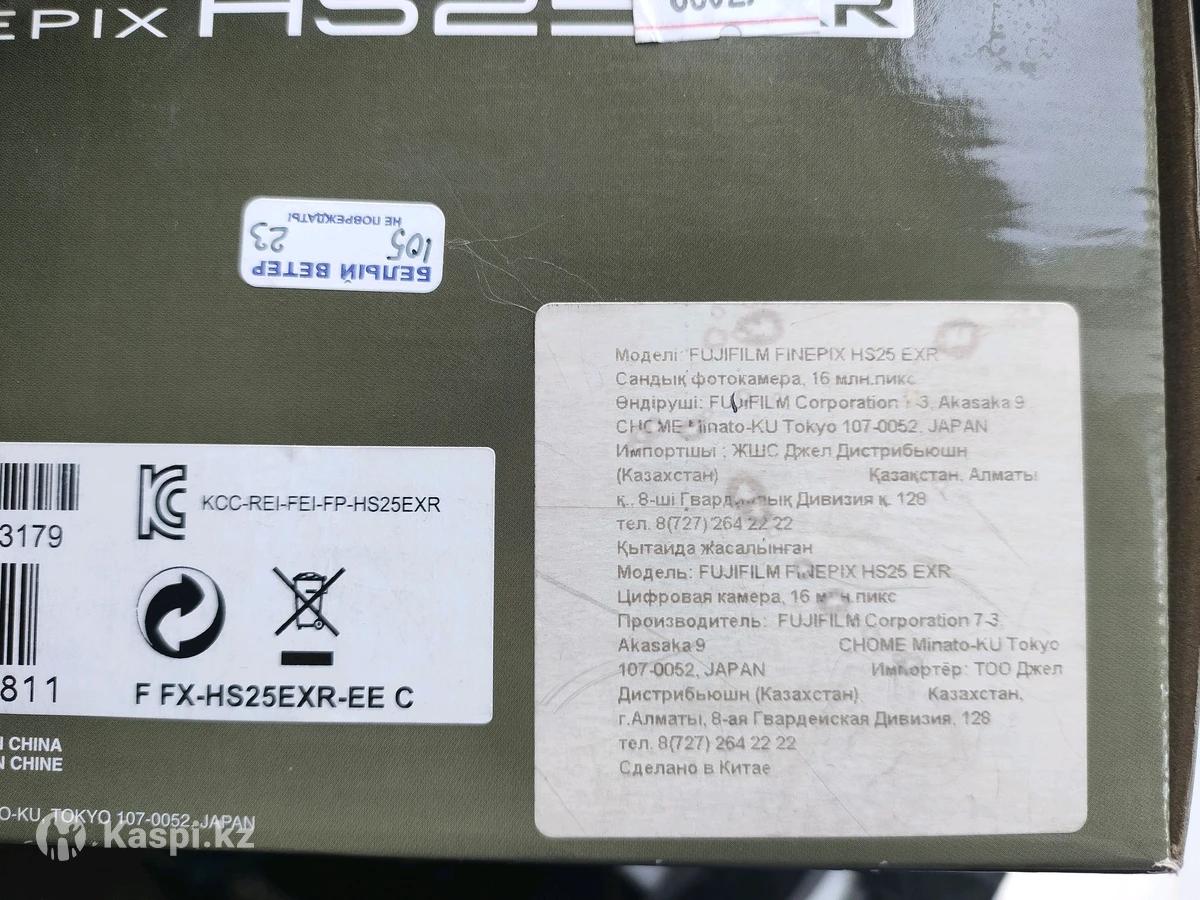 EPIX HS25 R
НЕ ПОВРЕЖДАТЬ!
105
23
БЕЛЫЙ ВЕТЕР
Моделі: FUJIFILM FINEPIX HS25 EXR
Сандық фотокамера, 16 млн.пикс
Өндіруші: FUJIFILM Corporation 7-3, Akasaka 9
CHOME Minato-KU Tokyo 107-0052, JAPAN
Импортшы : ЖШС Джел Дистрибьюшн
(Казахстан) Қазақстан, Алматы
қ., 8-ші Гвардиялық Дивизия к. 128
тел. 8(727) 264 22 22
Қытайда жасалынған
Модель: FUJIFILM FINEPIX HS25 EXR
Цифровая камера, 16 млн.пикс
Производитель: FUJIFILM Corporation 7-3
Akasaka 9 CHOME Minato-KU Tokyo
107-0052, JAPAN Импортёр: ТОО Джел
Дистрибьюшн (Казахстан) Казахстан,
г.Алматы, 8-ая Гвардейская Дивизия, 128
тел. 8(727) 264 22 22
Сделано в Китае
3179
KC
KCC-REI-FEI-FP-HS25EXR
811
F FX-HS25EXR-EE C
CHINA
N CHINE
O-KU, TOKYO 107-0052, JAPAN
Kaspi.kz